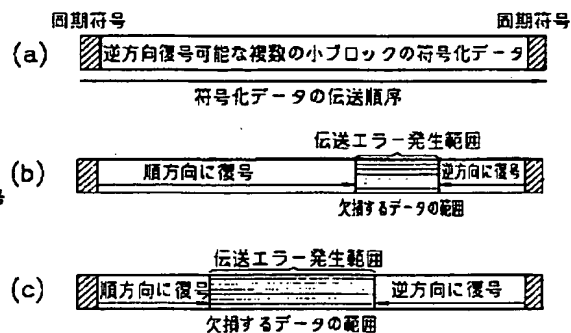 同期符号 同期符号
(a) 逆方向復号可能な複数の小ブロックの符号化データ
符号化データの伝送順序
伝送エラー発生範囲
(b) 順方向に復号 逆方向に復号
号
欠損するデータの範囲
伝送エラー発生範囲
(c) 順方向に復号 逆方向に復号
欠損するデータの範囲